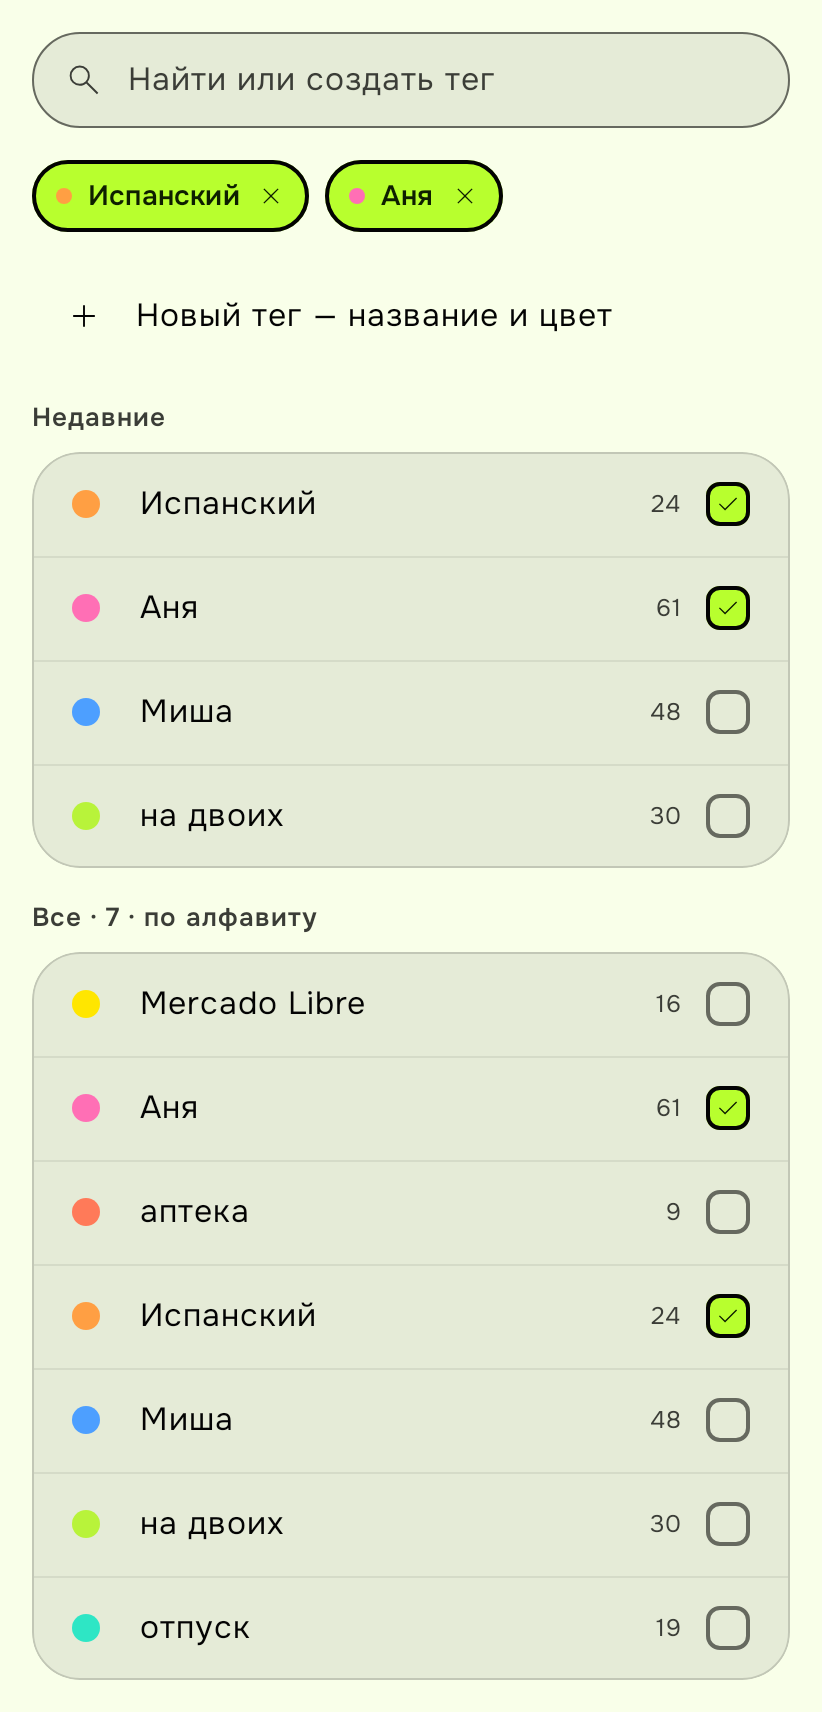 Найти или создать тег
Испанский Аня
Новый тег — название и цвет
Недавние
Испанский 24
Аня 61
Миша 48
на двоих 30
Все · 7 · по алфавиту
Mercado Libre 16
Аня 61
аптека 9
Испанский 24
Миша 48
на двоих 30
отпуск 19